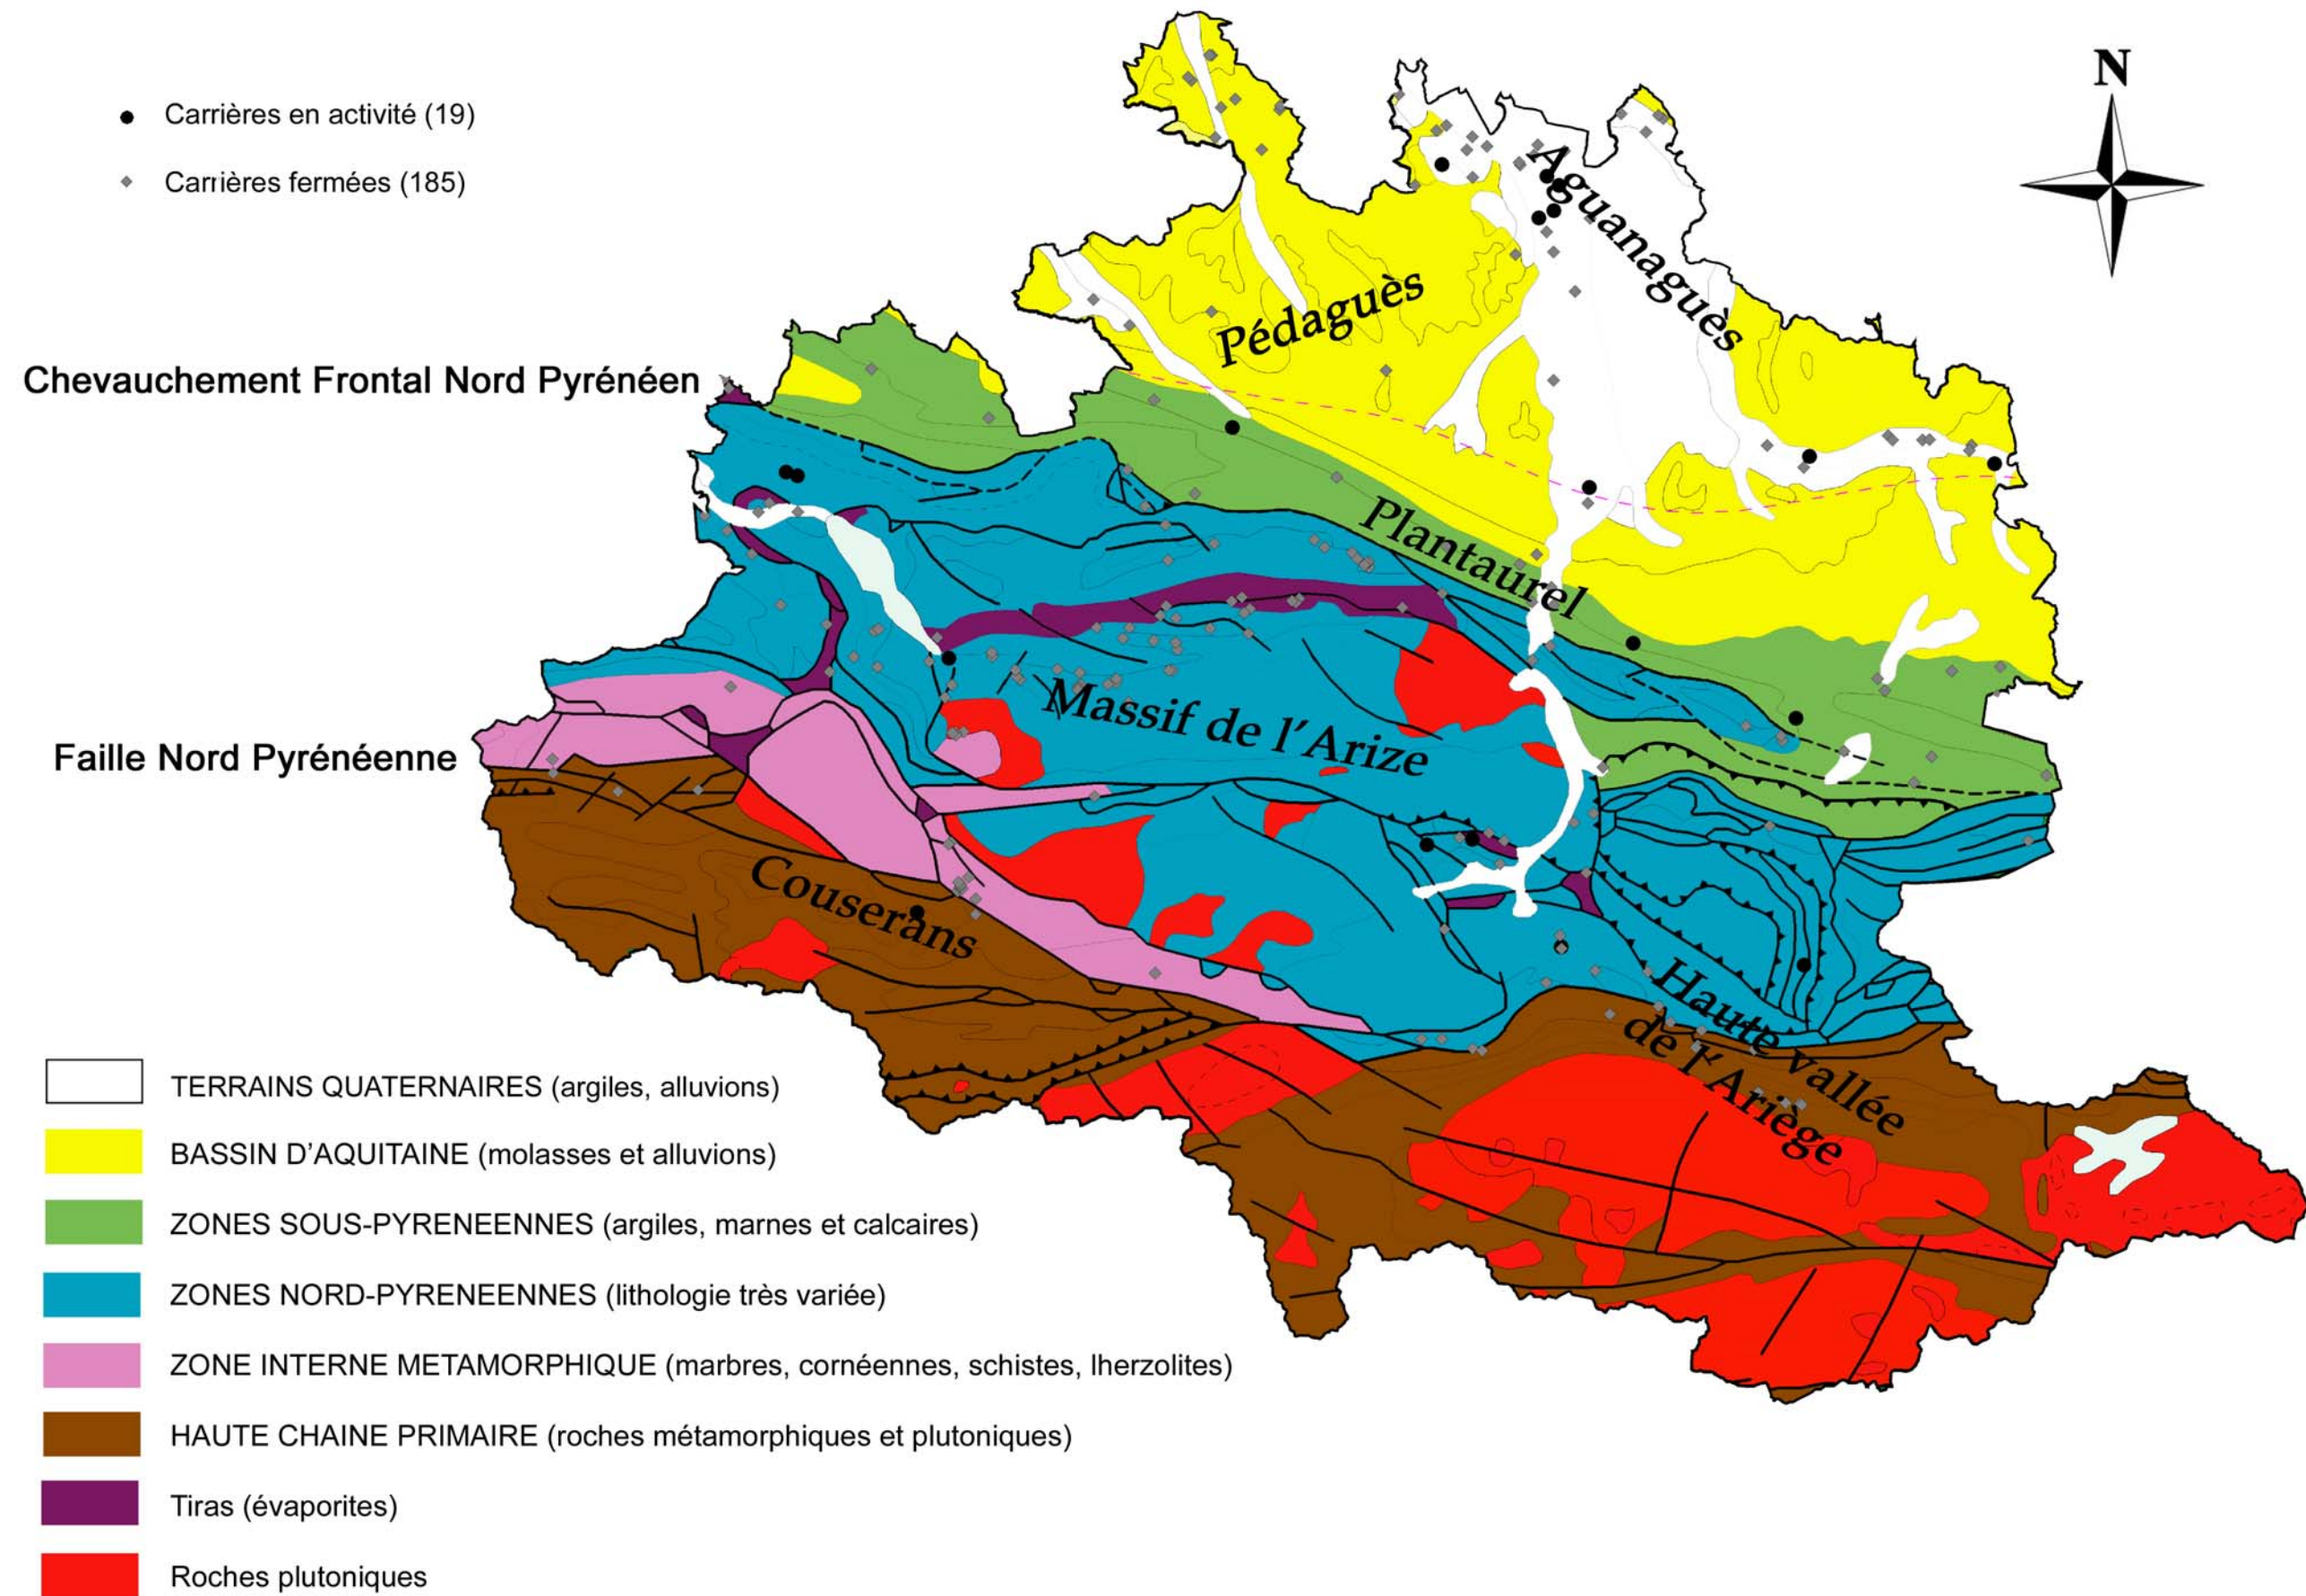 N
Carrières en activité (19)
Carrières fermées (185)
Aguanaguès
Pédaguès
Chevauchement Frontal Nord Pyrénéen
Plantaurel
Massif de l'Arize
Faille Nord Pyrénéenne
Couserans
Haute vallée
de l'Ariège
TERRAINS QUATERNAIRES (argiles, alluvions)
BASSIN D'AQUITAINE (molasses et alluvions)
ZONES SOUS-PYRENEENNES (argiles, marnes et calcaires)
ZONES NORD-PYRENEENNES (lithologie très variée)
ZONE INTERNE METAMORPHIQUE (marbres, cornéennes, schistes, lherzolites)
HAUTE CHAINE PRIMAIRE (roches métamorphiques et plutoniques)
Tiras (évaporites)
Roches plutoniques